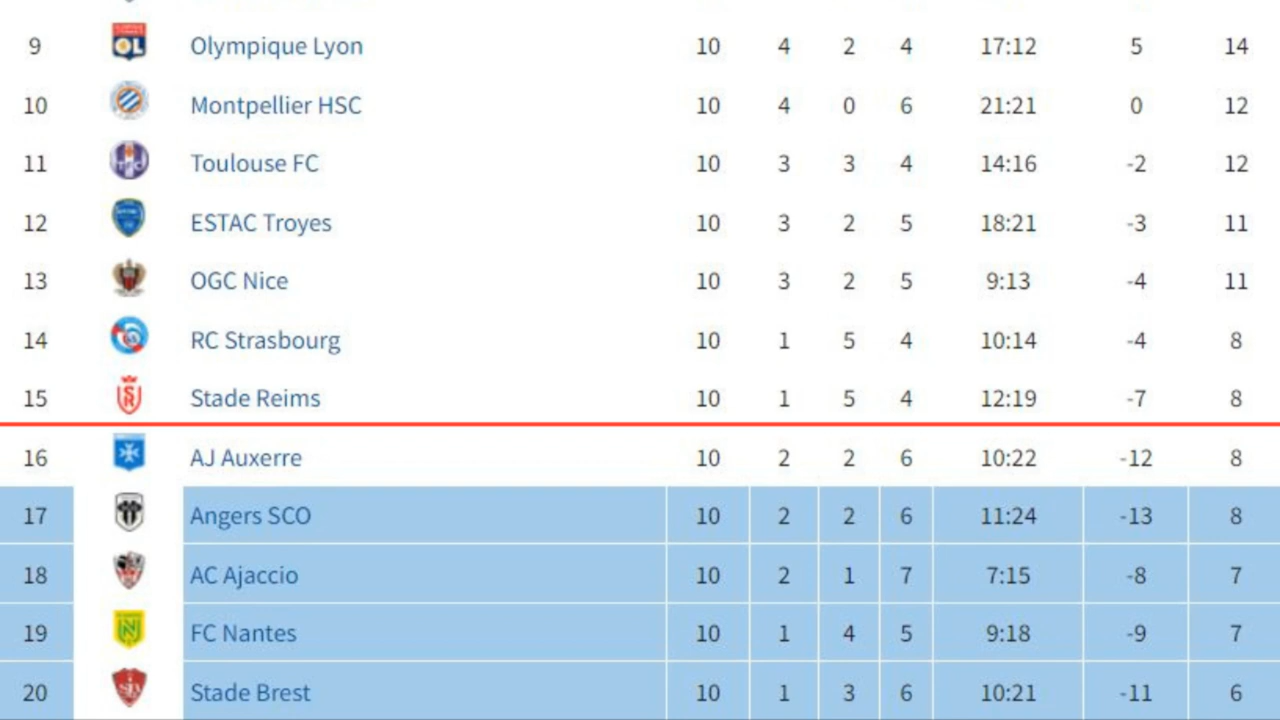 9 Olympique Lyon 10 4 2 4 17:12 5 14
10 Montpellier HSC 10 4 0 6 21:21 0 12
11 Toulouse FC 10 3 3 4 14:16 -2 12
12 ESTAC Troyes 10 3 2 5 18:21 -3 11
13 OGC Nice 10 3 2 5 9:13 -4 11
14 RC Strasbourg 10 1 5 4 10:14 -4 8
15 Stade Reims 10 1 5 4 12:19 -7 8
16 AJ Auxerre 10 2 2 6 10:22 -12 8
17 Angers SCO 10 2 2 6 11:24 -13 8
18 AC Ajaccio 10 2 1 7 7:15 -8 7
19 FC Nantes 10 1 4 5 9:18 -9 7
20 Stade Brest 10 1 3 6 10:21 -11 6